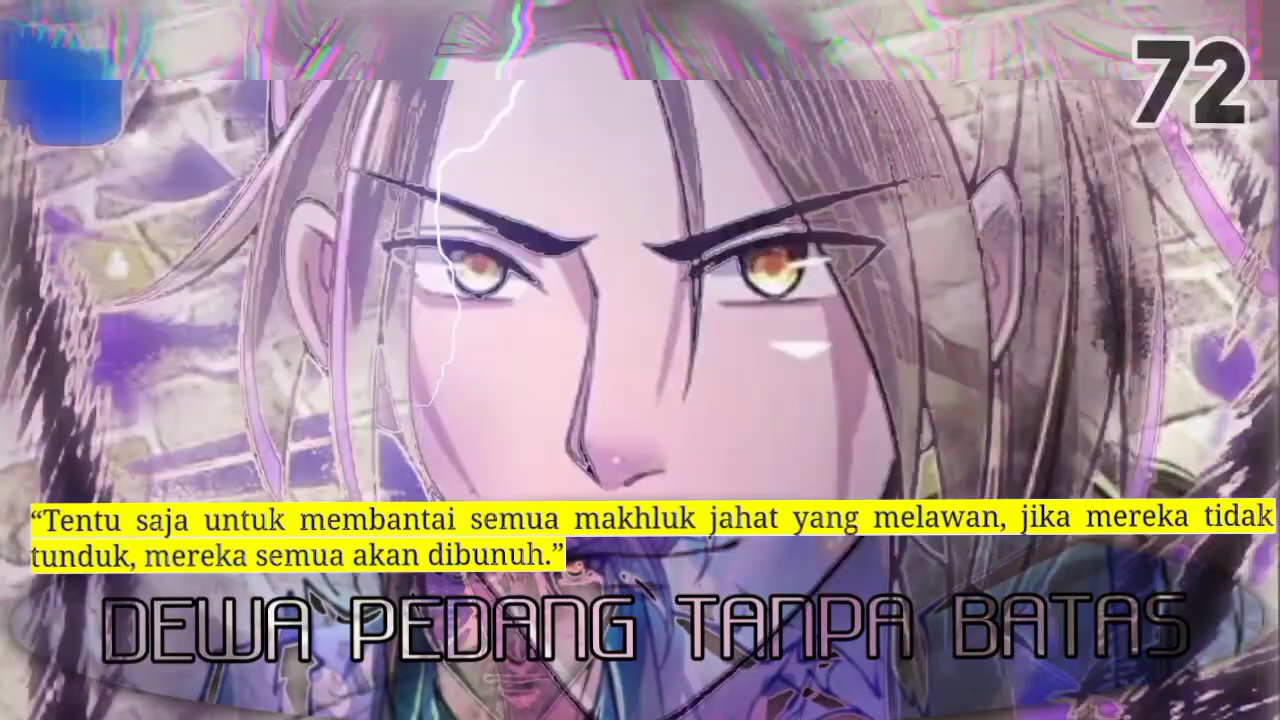 72
“Tentu saja untuk membantai semua makhluk jahat yang melawan, jika mereka tidak
tunduk, mereka semua akan dibunuh.”
DEWA PEDANG TANPA BATAS